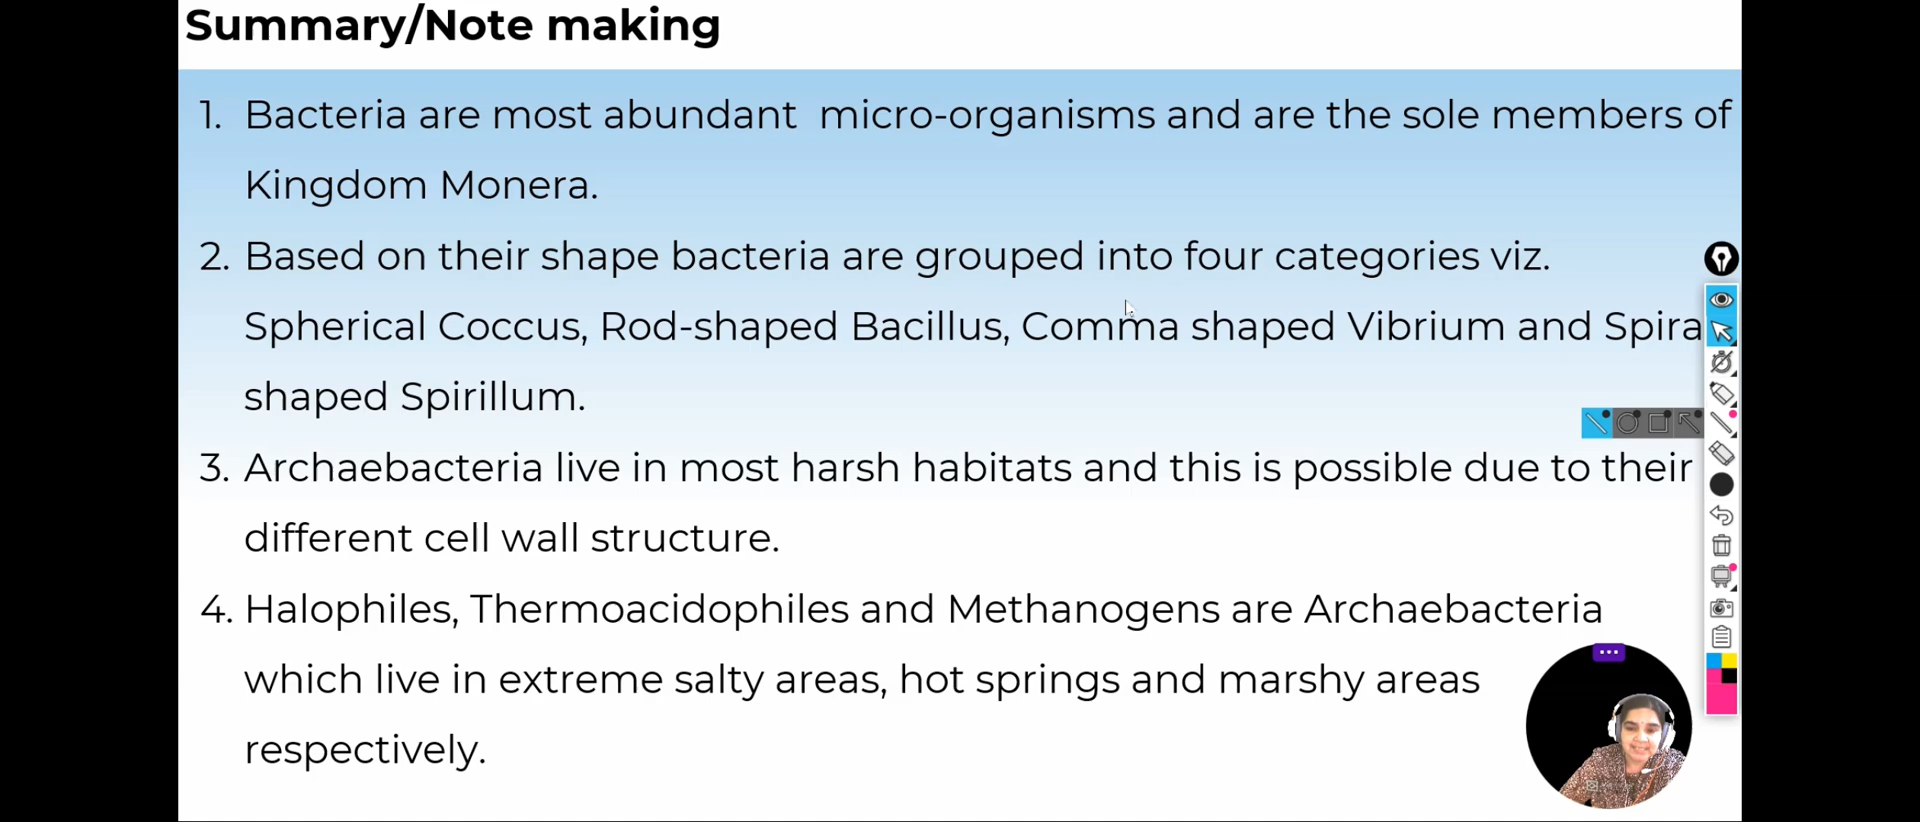 Summary/Note making
1. Bacteria are most abundant micro-organisms and are the sole members of
Kingdom Monera.
2. Based on their shape bacteria are grouped into four categories viz.
Spherical Coccus, Rod-shaped Bacillus, Comma shaped Vibrium and Spira
shaped Spirillum.
3. Archaebacteria live in most harsh habitats and this is possible due to their
different cell wall structure.
4. Halophiles, Thermoacidophiles and Methanogens are Archaebacteria
which live in extreme salty areas, hot springs and marshy areas
respectively.